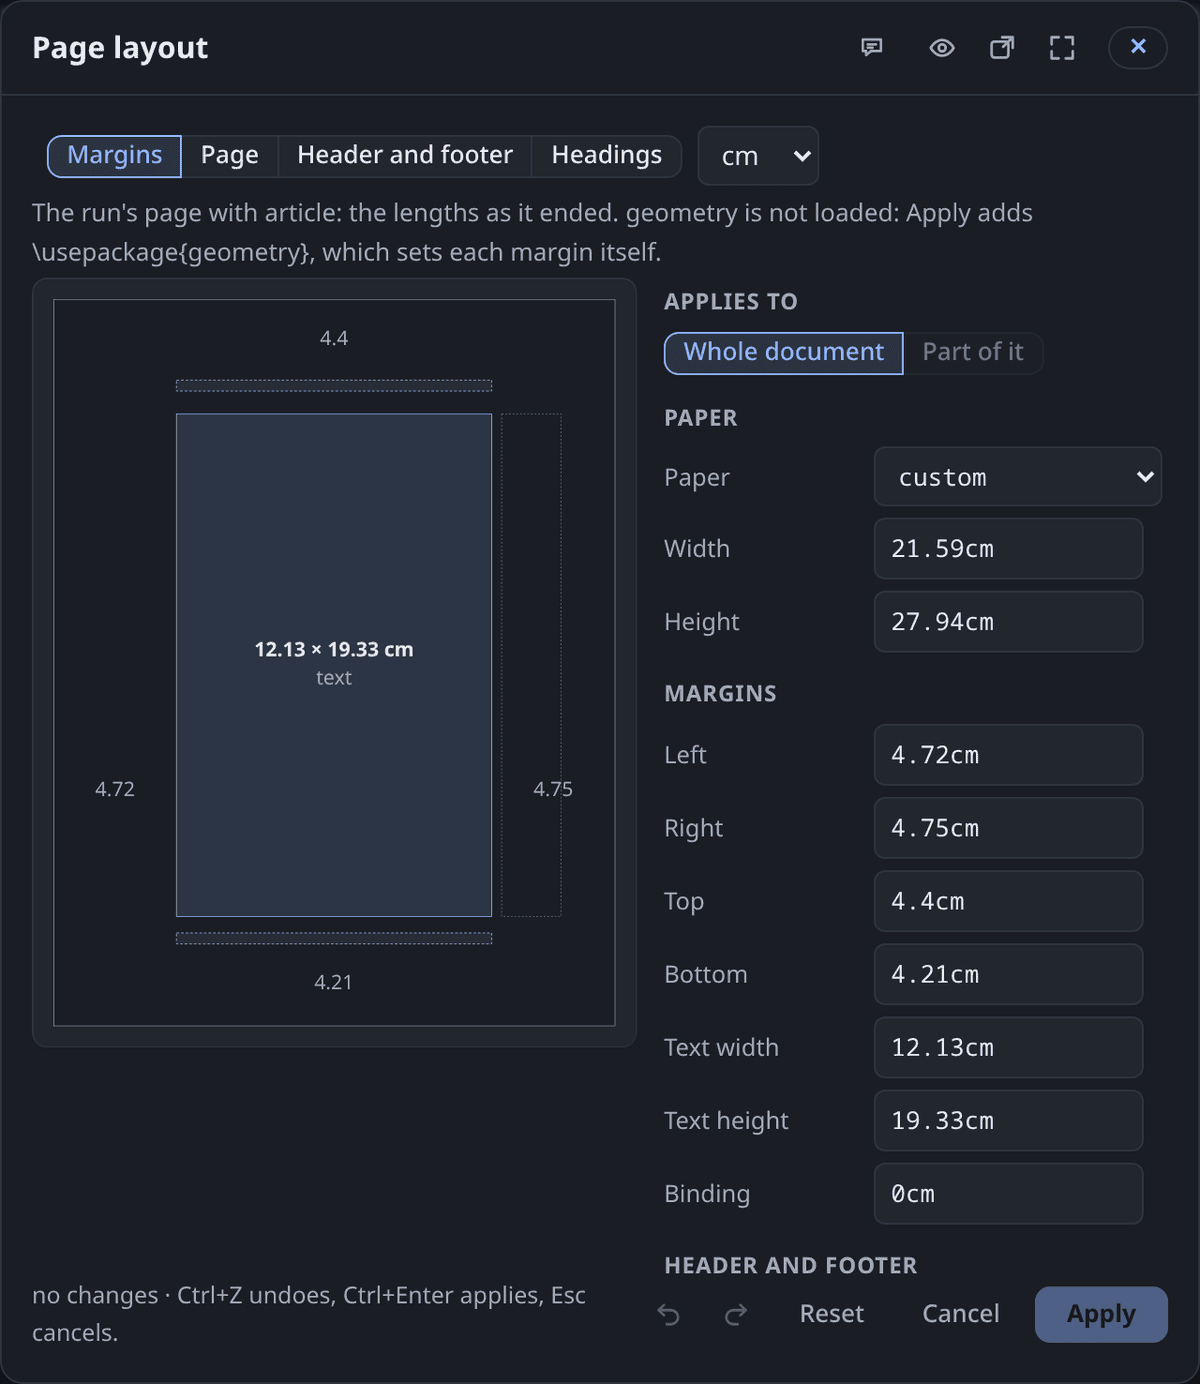 Page layout
Margins
Page
Header and footer
Headings
cm
The run's page with article: the lengths as it ended. geometry is not loaded: Apply adds
\usepackage{geometry}, which sets each margin itself.
4.4
12.13 × 19.33 cm
text
4.72
4.75
4.21
APPLIES TO
Whole document
Part of it
PAPER
Paper
custom
Width
21.59cm
Height
27.94cm
MARGINS
Left
4.72cm
Right
4.75cm
Top
4.4cm
Bottom
4.21cm
Text width
12.13cm
Text height
19.33cm
Binding
0cm
HEADER AND FOOTER
no changes · Ctrl+Z undoes, Ctrl+Enter applies, Esc
cancels.
Reset
Cancel
Apply